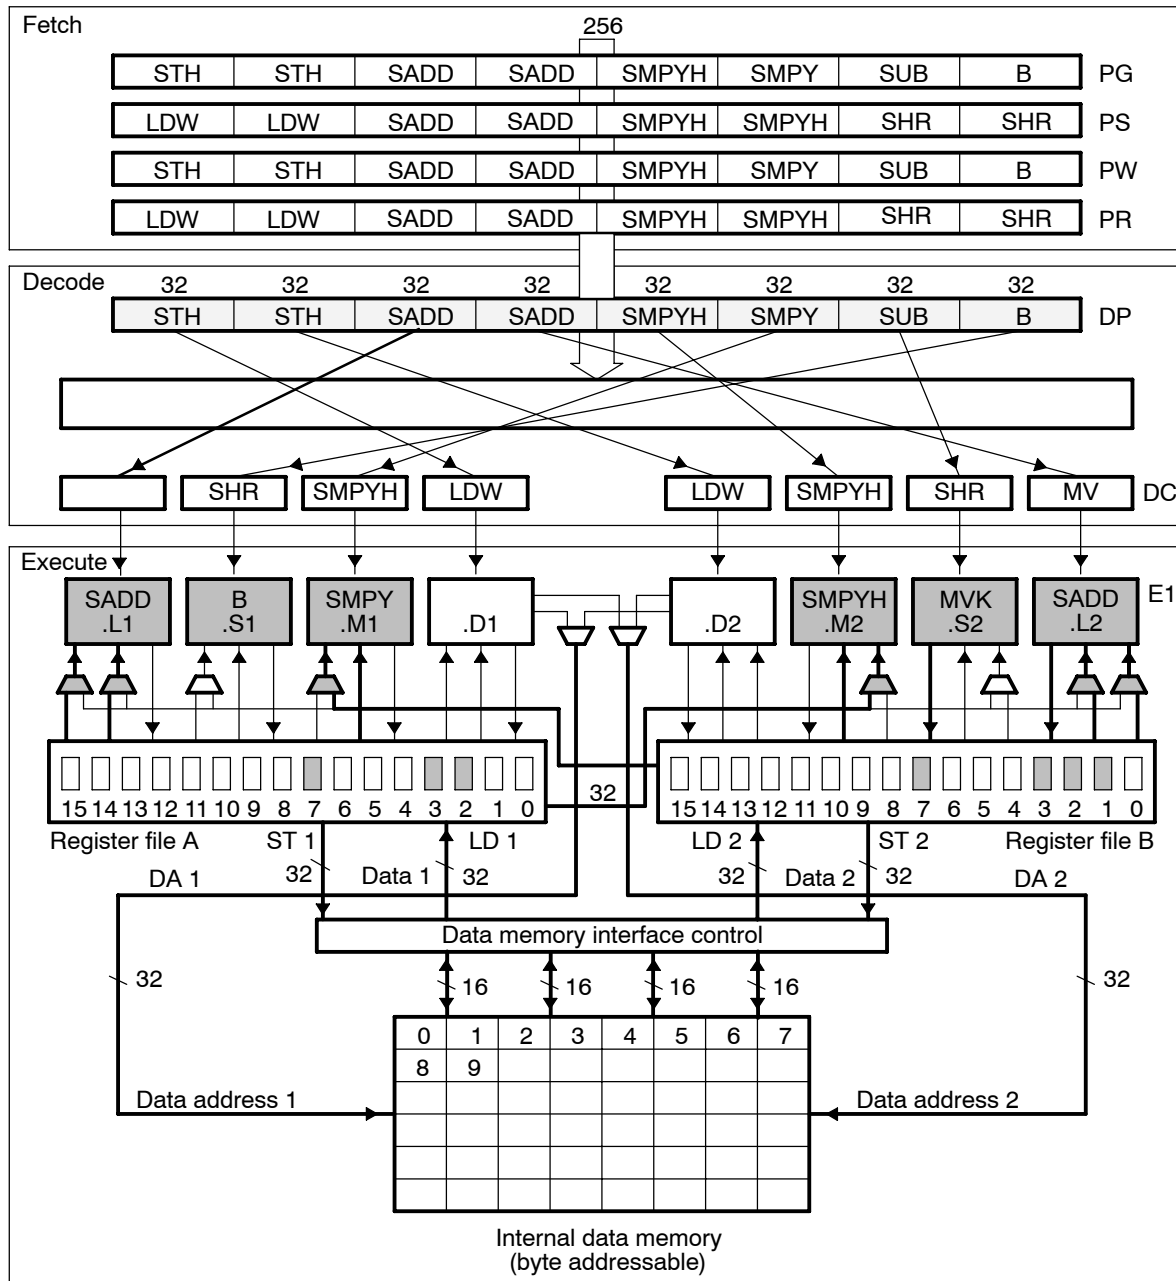 Fetch
256
STH STH SADD SADD SMPYH SMPY SUB B PG
LDW LDW SADD SADD SMPYH SMPYH SHR SHR PS
STH STH SADD SADD SMPYH SMPY SUB B PW
LDW LDW SADD SADD SMPYH SMPYH SHR SHR PR
Decode 32 32 32 32 32 32 32 32
STH STH SADD SADD SMPYH SMPY SUB B DP
SHR SMPYH LDW LDW SMPYH SHR MV DC
Execute
SADD B SMPY SMPYH MVK SADD E1
.L1 .S1 .M1 .D1 .D2 .M2 .S2 .L2
15 14 13 12 11 10 9 8 7 6 5 4 3 2 1 0
32
15 14 13 12 11 10 9 8 7 6 5 4 3 2 1 0
Register file A ST 1 LD 1 LD 2 ST 2 Register file B
DA 1 32 Data 1 32 32 Data 2 32 DA 2
Data memory interface control
32 16 16 16 16 32
0 1 2 3 4 5 6 7
8 9
Data address 1 Data address 2
Internal data memory
(byte addressable)